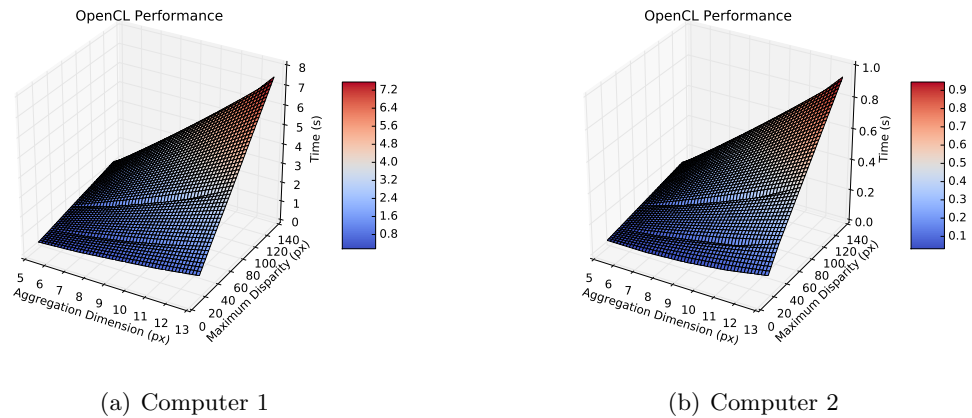 OpenCL Performance
8
7
6
5
4
3
2
1
0
Time (s)
5 6 7 8 9 10 11 12 13
Aggregation Dimension (px)
0 20 40 60 80 100 120 140
Maximum Disparity (px)
7.2
6.4
5.6
4.8
4.0
3.2
2.4
1.6
0.8
(a) Computer 1
OpenCL Performance
1.0
0.8
0.6
0.4
0.2
0.0
Time (s)
5 6 7 8 9 10 11 12 13
Aggregation Dimension (px)
0 20 40 60 80 100 120 140
Maximum Disparity (px)
0.9
0.8
0.7
0.6
0.5
0.4
0.3
0.2
0.1
(b) Computer 2